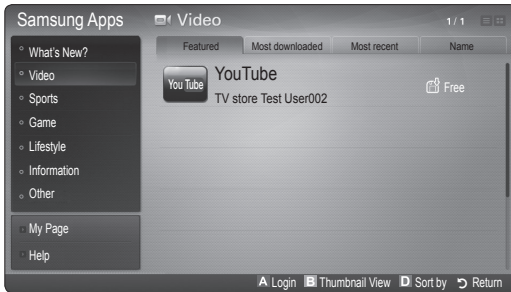 Samsung Apps
Video
1/1
What's New?
Video
Sports
Game
Lifestyle
Information
Other
My Page
Help
Featured
Most downloaded
Most recent
Name
You Tube
YouTube
TV store Test User002
Free
A Login B Thumbnail View D Sort by Return